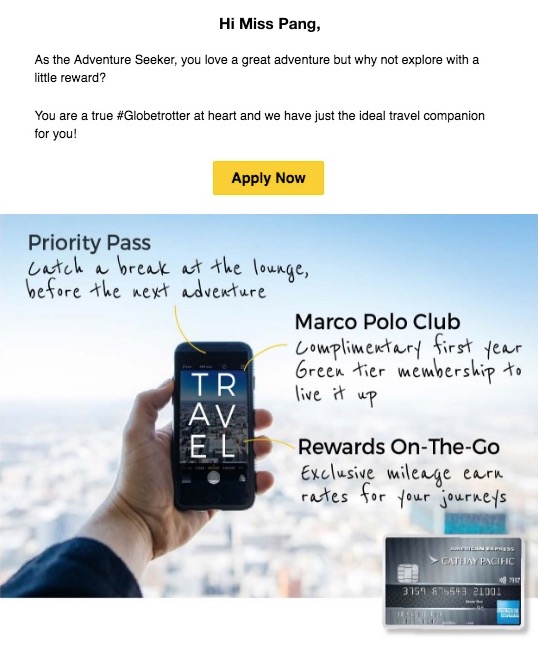 Hi Miss Pang,
As the Adventure Seeker, you love a great adventure but why not explore with a
little reward?
You are a true #Globetrotter at heart and we have just the ideal travel companion
for you!
Apply Now
Priority Pass
Catch a break at the lounge,
before the next adventure
Marco Polo Club
Complimentary first year
Green tier membership to
live it up
TR
AV
EL
Rewards On-The-Go
Exclusive mileage earn
rates for your journeys
AMERICAN EXPRESS
CATHAY PACIFIC
3759 876543 21001